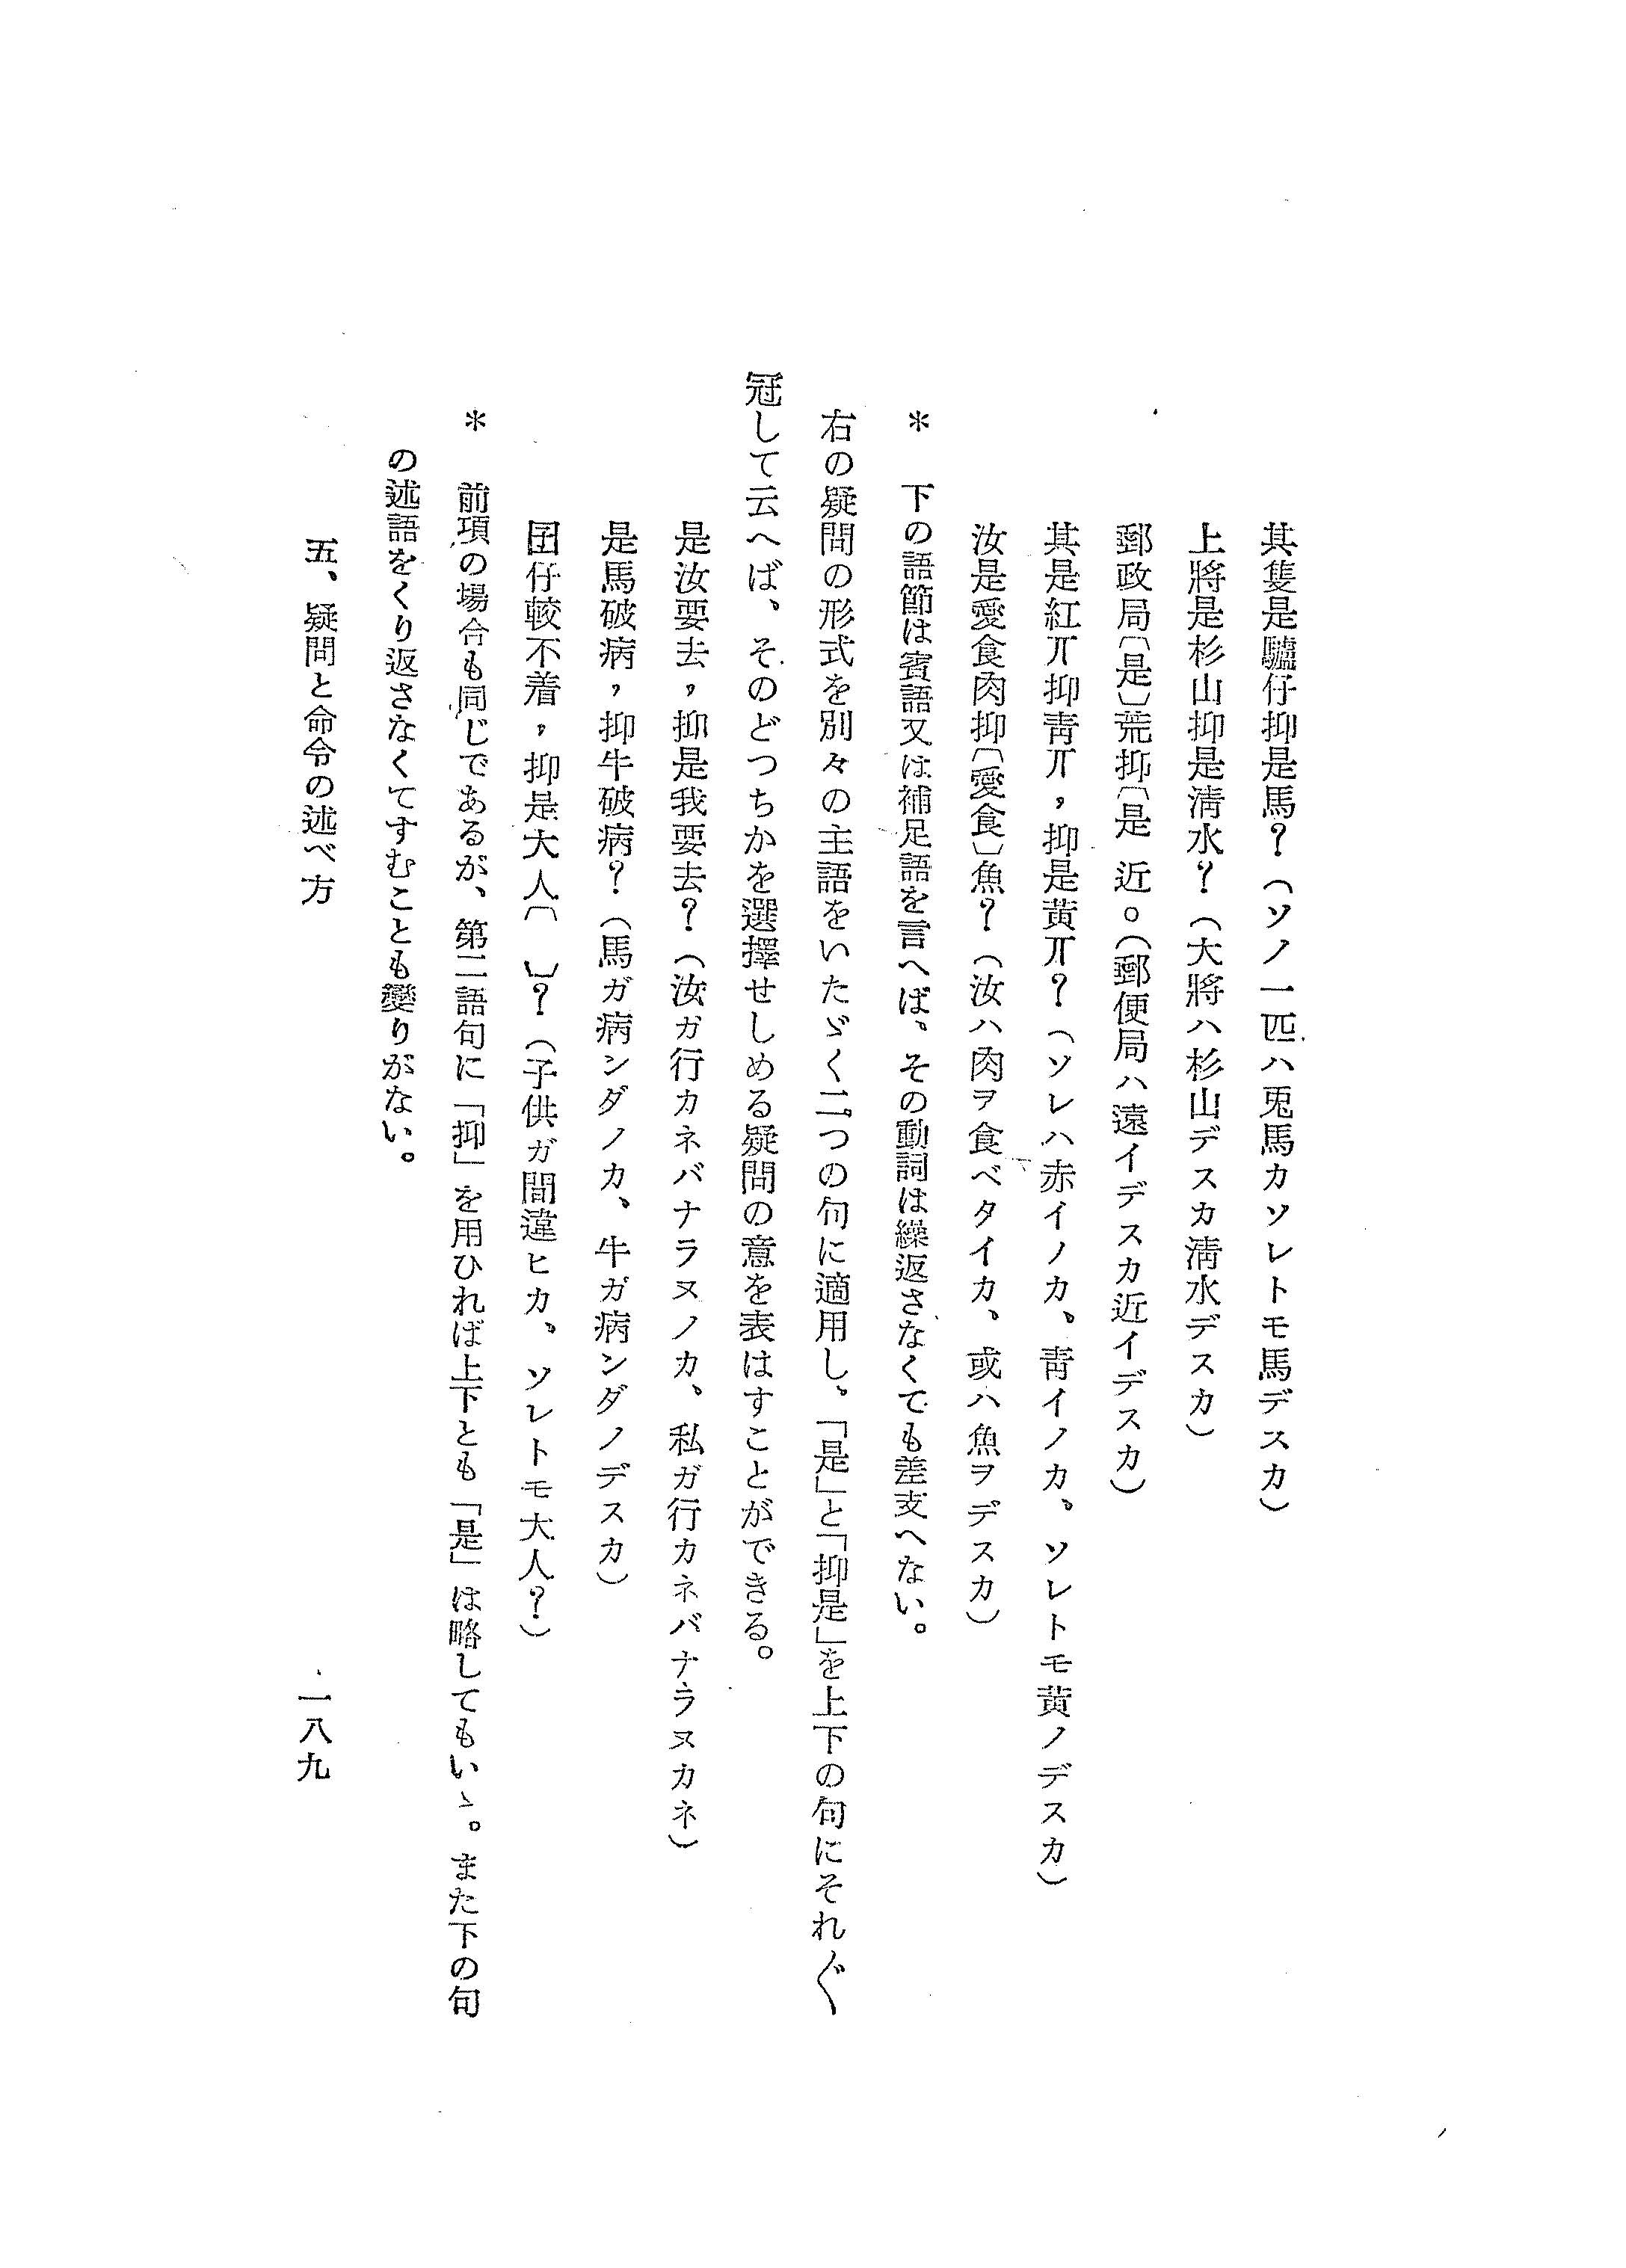 其隻是驢仔抑是馬？（ソノ一匹ハ兎馬カソレトモ馬デスカ）
上將是杉山抑是淸水？（大將ハ杉山デスカ淸水デスカ）
郵政局〔是〕荒抑〔是　近。（郵便局ハ遠イデスカ近イデスカ）
其是紅丌抑靑丌，抑是黃丌？（ソレハ赤イノカ、靑イノカ。ソレトモ黃ノデスカ）
汝是愛食肉抑〔愛食〕魚？（汝ハ肉ヲ食ベタイカ、或ハ魚ヲデスカ）
＊　下の語節は賓語又は補足語を言へば、その動詞は繰返さなくても差支へない。
右の疑問の形式を別々の主語をいたゞく二つの句に適用し。「是」と「抑是」を上下の句にそれ〴〵
冠して云へば、そのどつちかを選擇せしめる疑問の意を表はすことができる。
是汝要去，抑是我要去？（汝ガ行カネバナラヌノカ、私ガ行カネバナラヌカネ）
是馬破病，抑牛破病？（馬ガ病ンダノカ、牛ガ病ンダノデスカ）
囝仔較不着，抑是大人〔　〕？（子供ガ間違ヒカ、ソレトモ大人？）
＊　前項の場合も同じであるが、第二語句に「抑」を用ひれば上下とも「是」は略してもいゝ。また下の句
の述語をくり返さなくてすむことも變りがない。
五、疑問と命令の述べ方
一八九